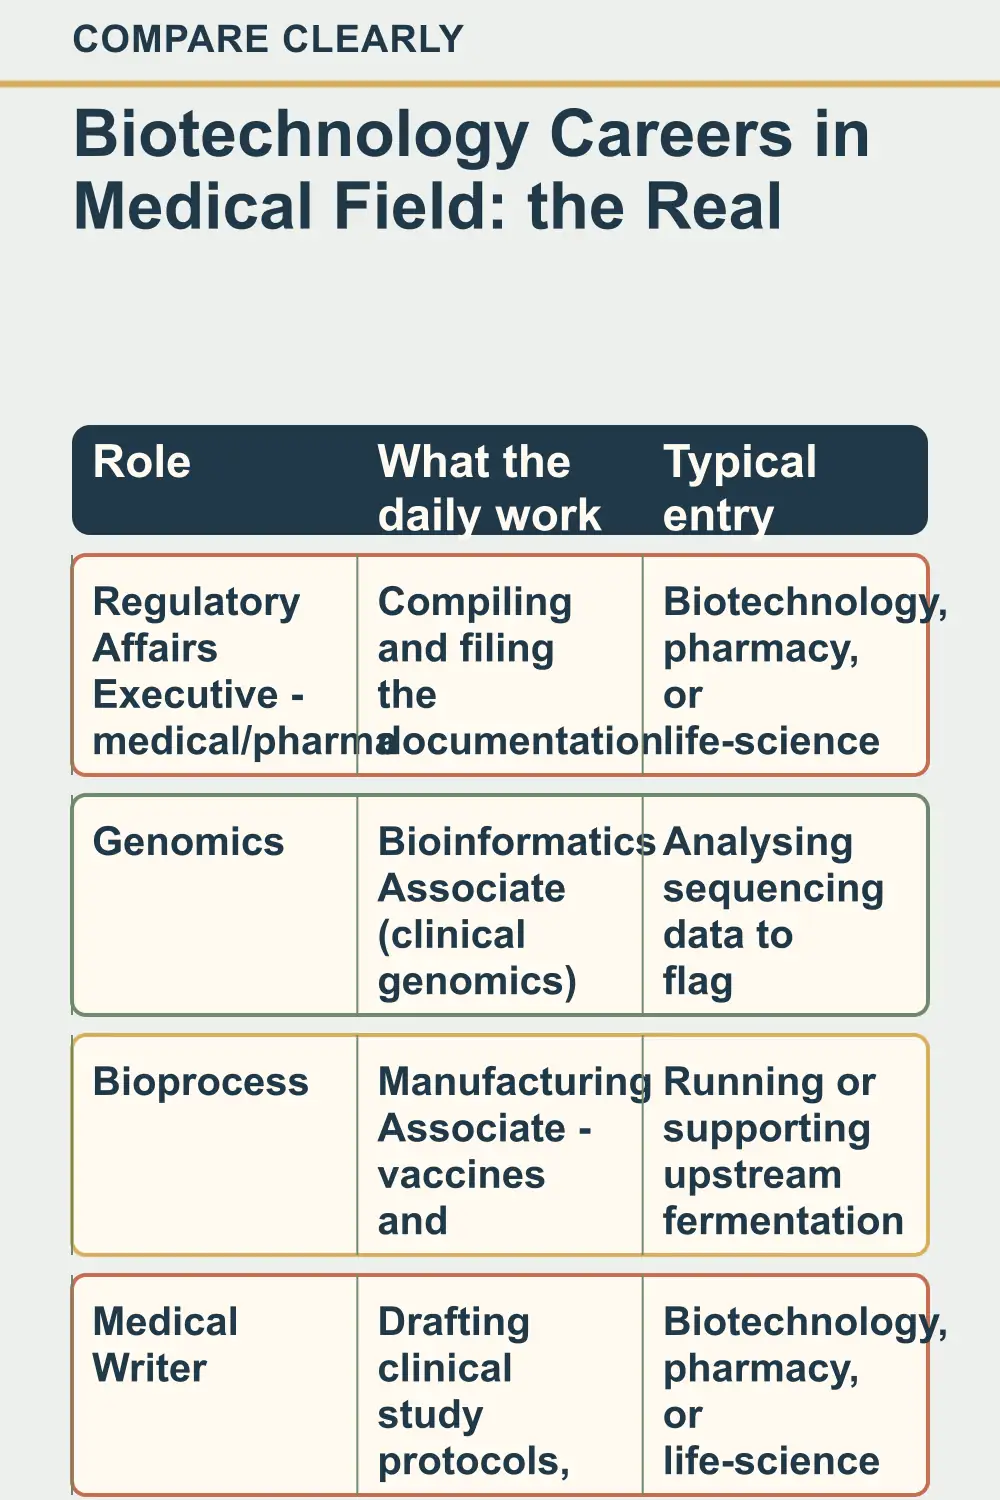 COMPARE CLEARLY
Biotechnology Careers in
Medical Field: the Real
Role
What the
daily work
Typical
entry
Regulatory
Affairs
Executive -
medical/pharma
Compiling
and filing
the
documentation
Biotechnology,
pharmacy,
or
life-science
Genomics
Bioinformatics
Associate
(clinical
genomics)
Analysing
sequencing
data to
flag
Bioprocess
Manufacturing
Associate -
vaccines
and
Running or
supporting
upstream
fermentation
Medical
Writer
Drafting
clinical
study
protocols,
Biotechnology,
pharmacy,
or
life-science